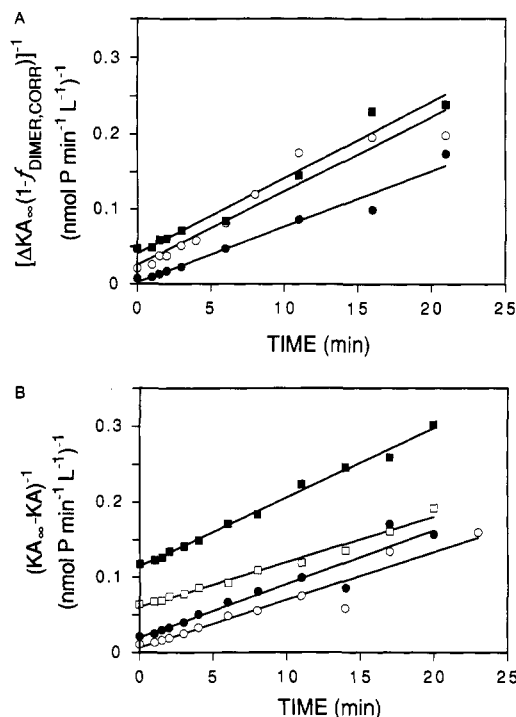 A
[ΔKA∞(1-fDIMER,CORR)]⁻¹
(nmol P min⁻¹ L⁻¹)⁻¹
0.3
0.2
0.1
0
0 5 10 15 20 25
TIME (min)
B
(KA∞-KA)⁻¹
(nmol P min⁻¹ L⁻¹)⁻¹
0.3
0.2
0.1
0
0 5 10 15 20 25
TIME (min)